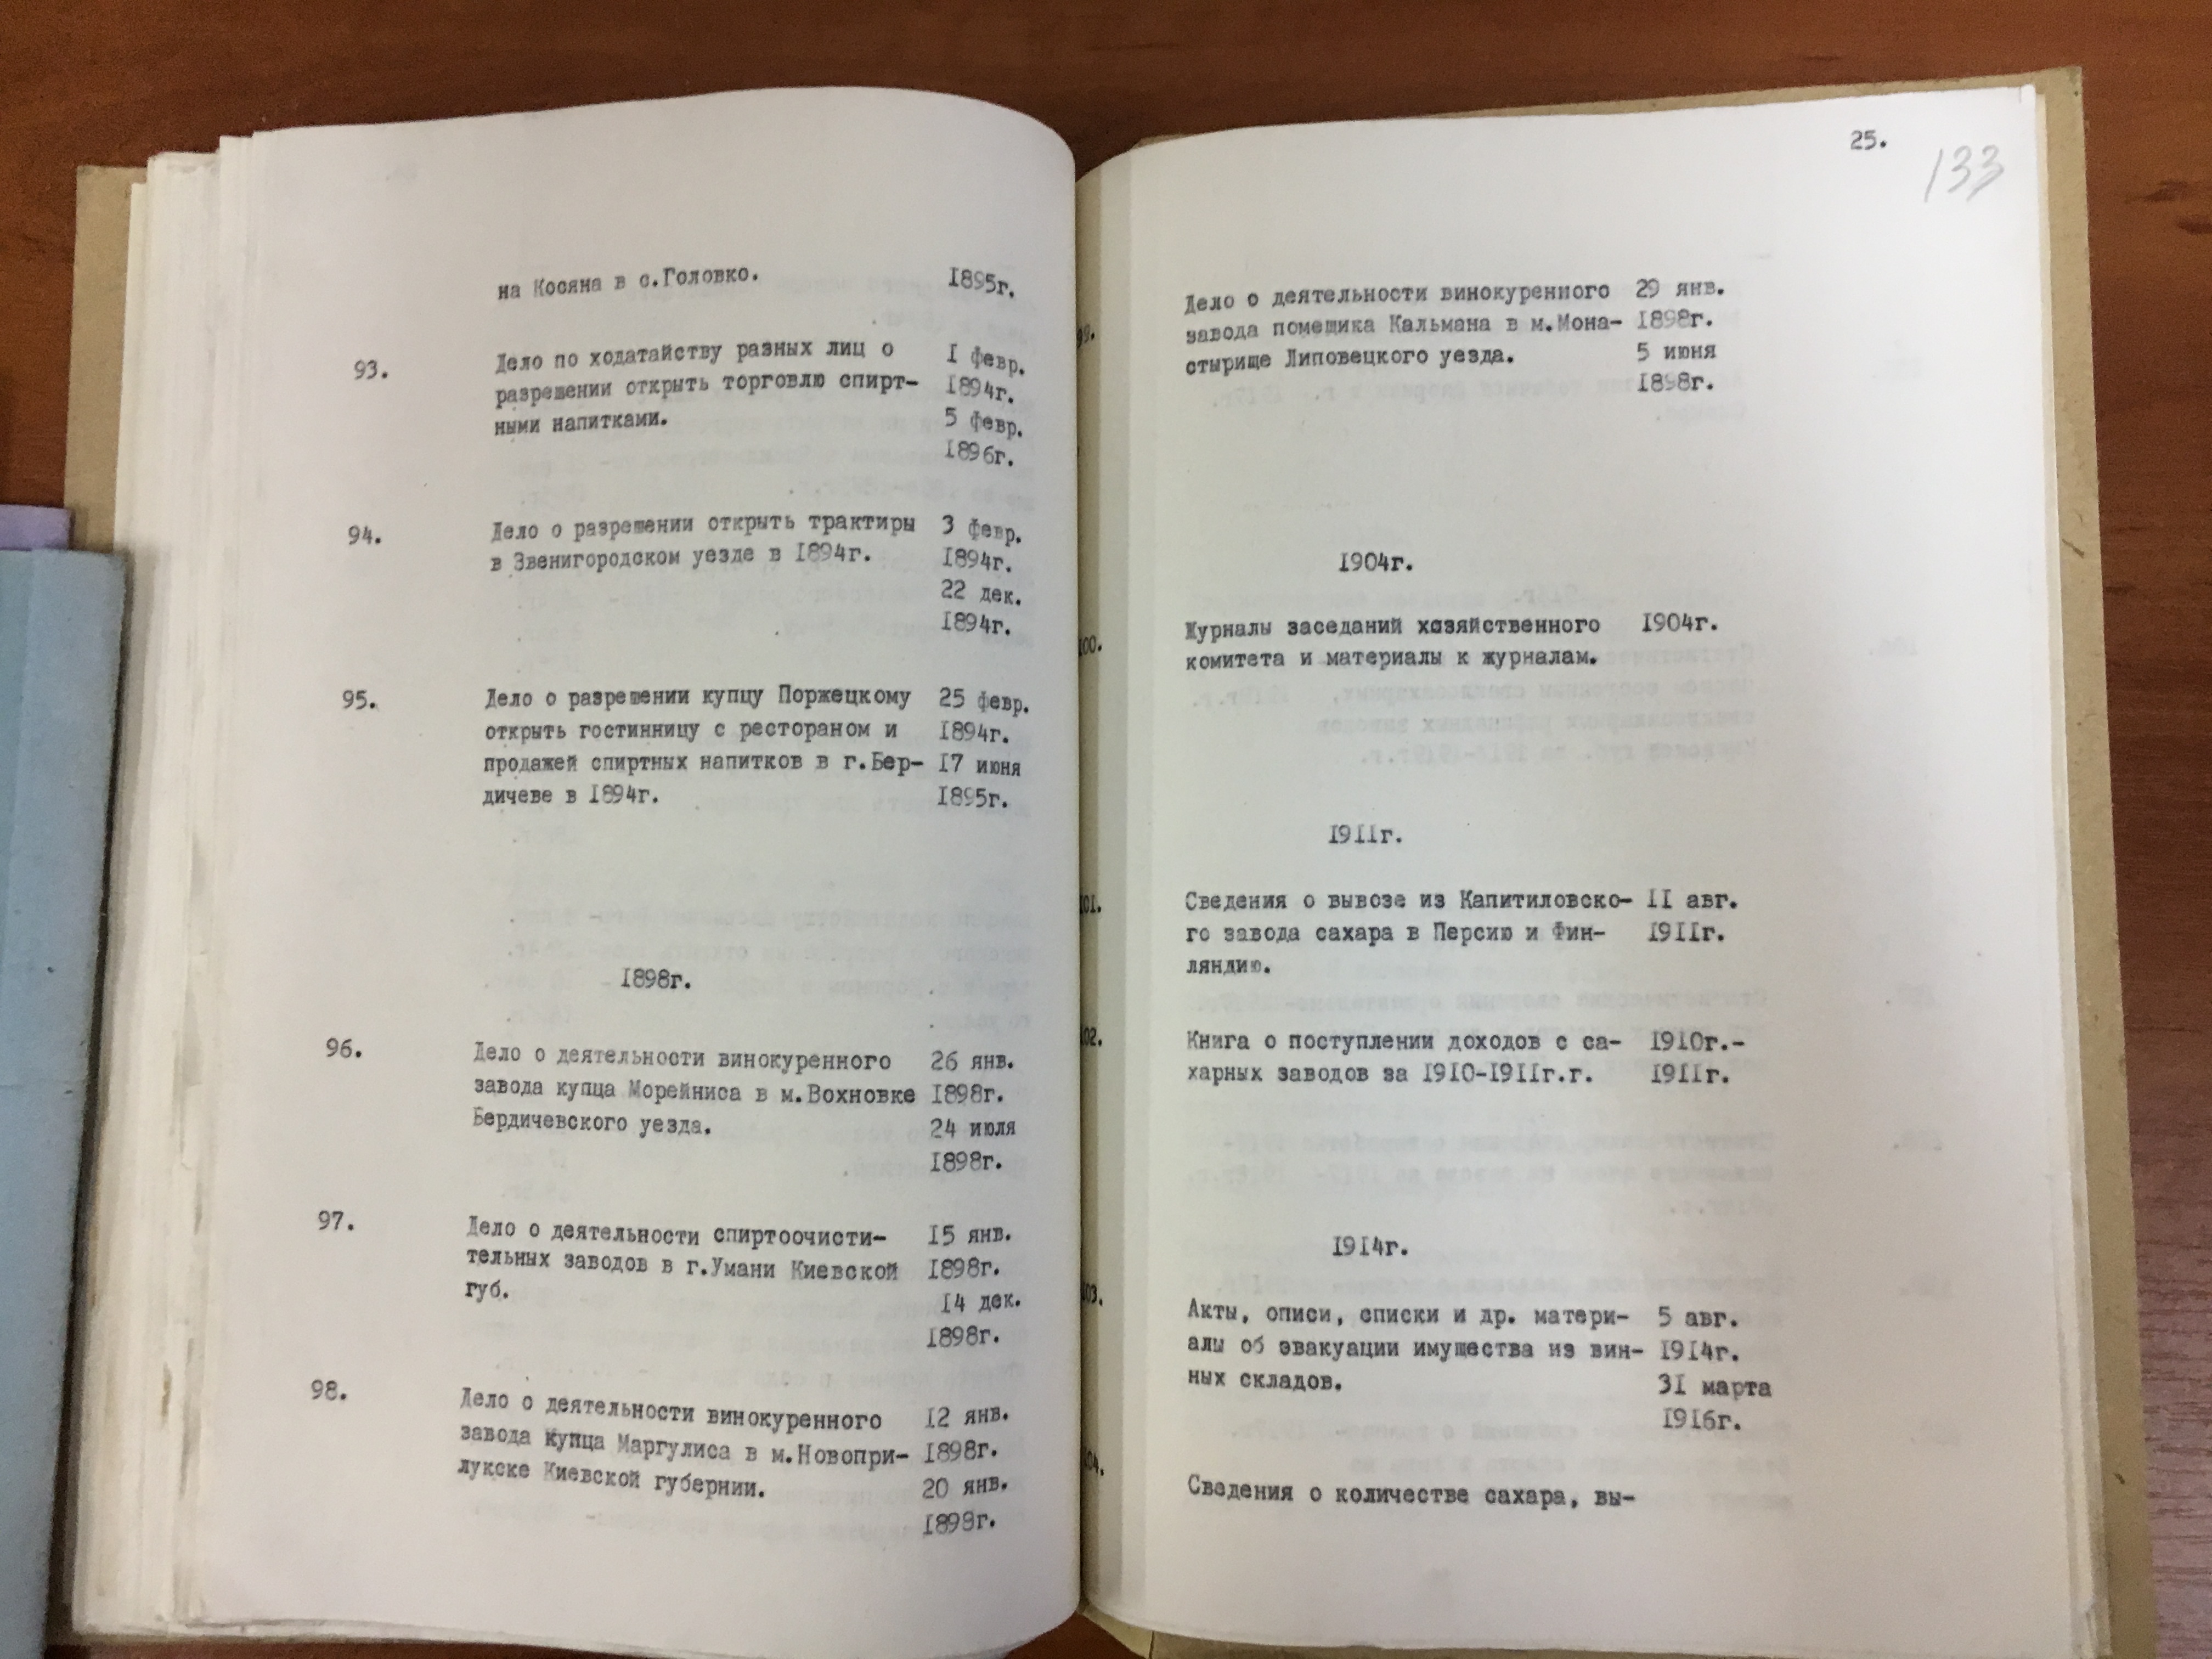 на Косяна в с.Головко. 1895г.
93. Дело по ходатайству разных лиц о 1 февр.
разрешении открыть торговлю спирт- 1894г.
ными напитками. 5 февр.
1896г.
94. Дело о разрешении открыть трактиры 3 февр.
в Звенигородском уезде в 1894г. 1894г.
22 дек.
1894г.
95. Дело о разрешении купцу Поржецкому 25 февр.
открыть гостинницу с рестораном и 1894г.
продажей спиртных напитков в г.Бер- 17 июня
дичеве в 1894г. 1895г.
1898г.
96. Дело о деятельности винокуренного 26 янв.
завода купца Морейниса в м.Вохновке 1898г.
Бердичевского уезда. 24 июля
1898г.
97. Дело о деятельности спиртоочисти- 15 янв.
тельных заводов в г.Умани Киевской 1898г.
губ. 14 дек.
1898г.
98. Дело о деятельности винокуренного 12 янв.
завода купца Маргулиса в м.Новопри- 1898г.
лукске Киевской губернии. 20 янв.
1898г.
25.
133
99. Дело о деятельности винокуренного 29 янв.
завода помещика Кальмана в м.Мона- 1898г.
стырище Липовецкого уезда. 5 июня
1898г.
1904г.
100. Журналы заседаний хозяйственного 1904г.
комитета и материалы к журналам.
1911г.
101. Сведения о вывозе из Капитиловско- 11 авг.
го завода сахара в Персию и Фин- 1911г.
ляндию.
102. Книга о поступлении доходов с са- 1910г.-
харных заводов за 1910-1911г.г. 1911г.
1914г.
103. Акты, описи, списки и др. матери- 5 авг.
алы об эвакуации имущества из вин- 1914г.
ных складов. 31 марта
1916г.
104. Сведения о количестве сахара, вы-